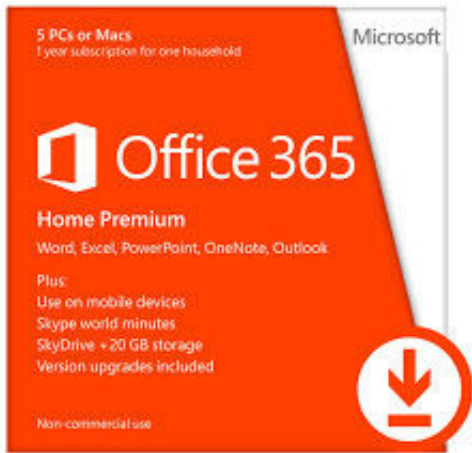 5 PCs or Macs
1 year subscription for one household
Microsoft
Office 365
Home Premium
Word, Excel, PowerPoint, OneNote, Outlook
Plus:
Use on mobile devices
Skype world minutes
SkyDrive +20 GB storage
Version upgrades included
Non-commercial use